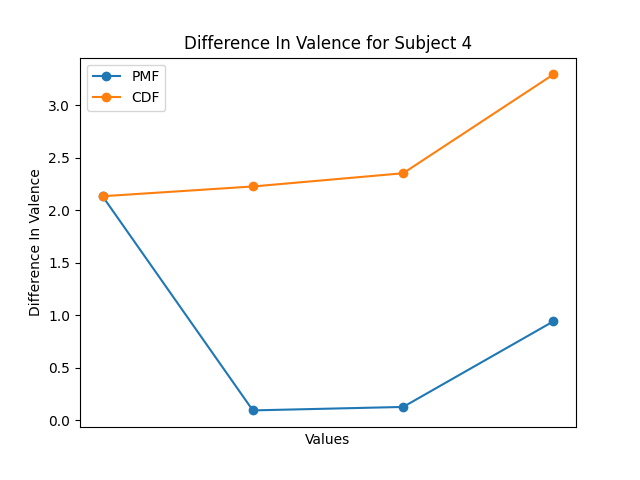 Difference In Valence for Subject 4
PMF
CDF
3.0
2.5
2.0
1.5
1.0
0.5
0.0
Difference In Valence
Values